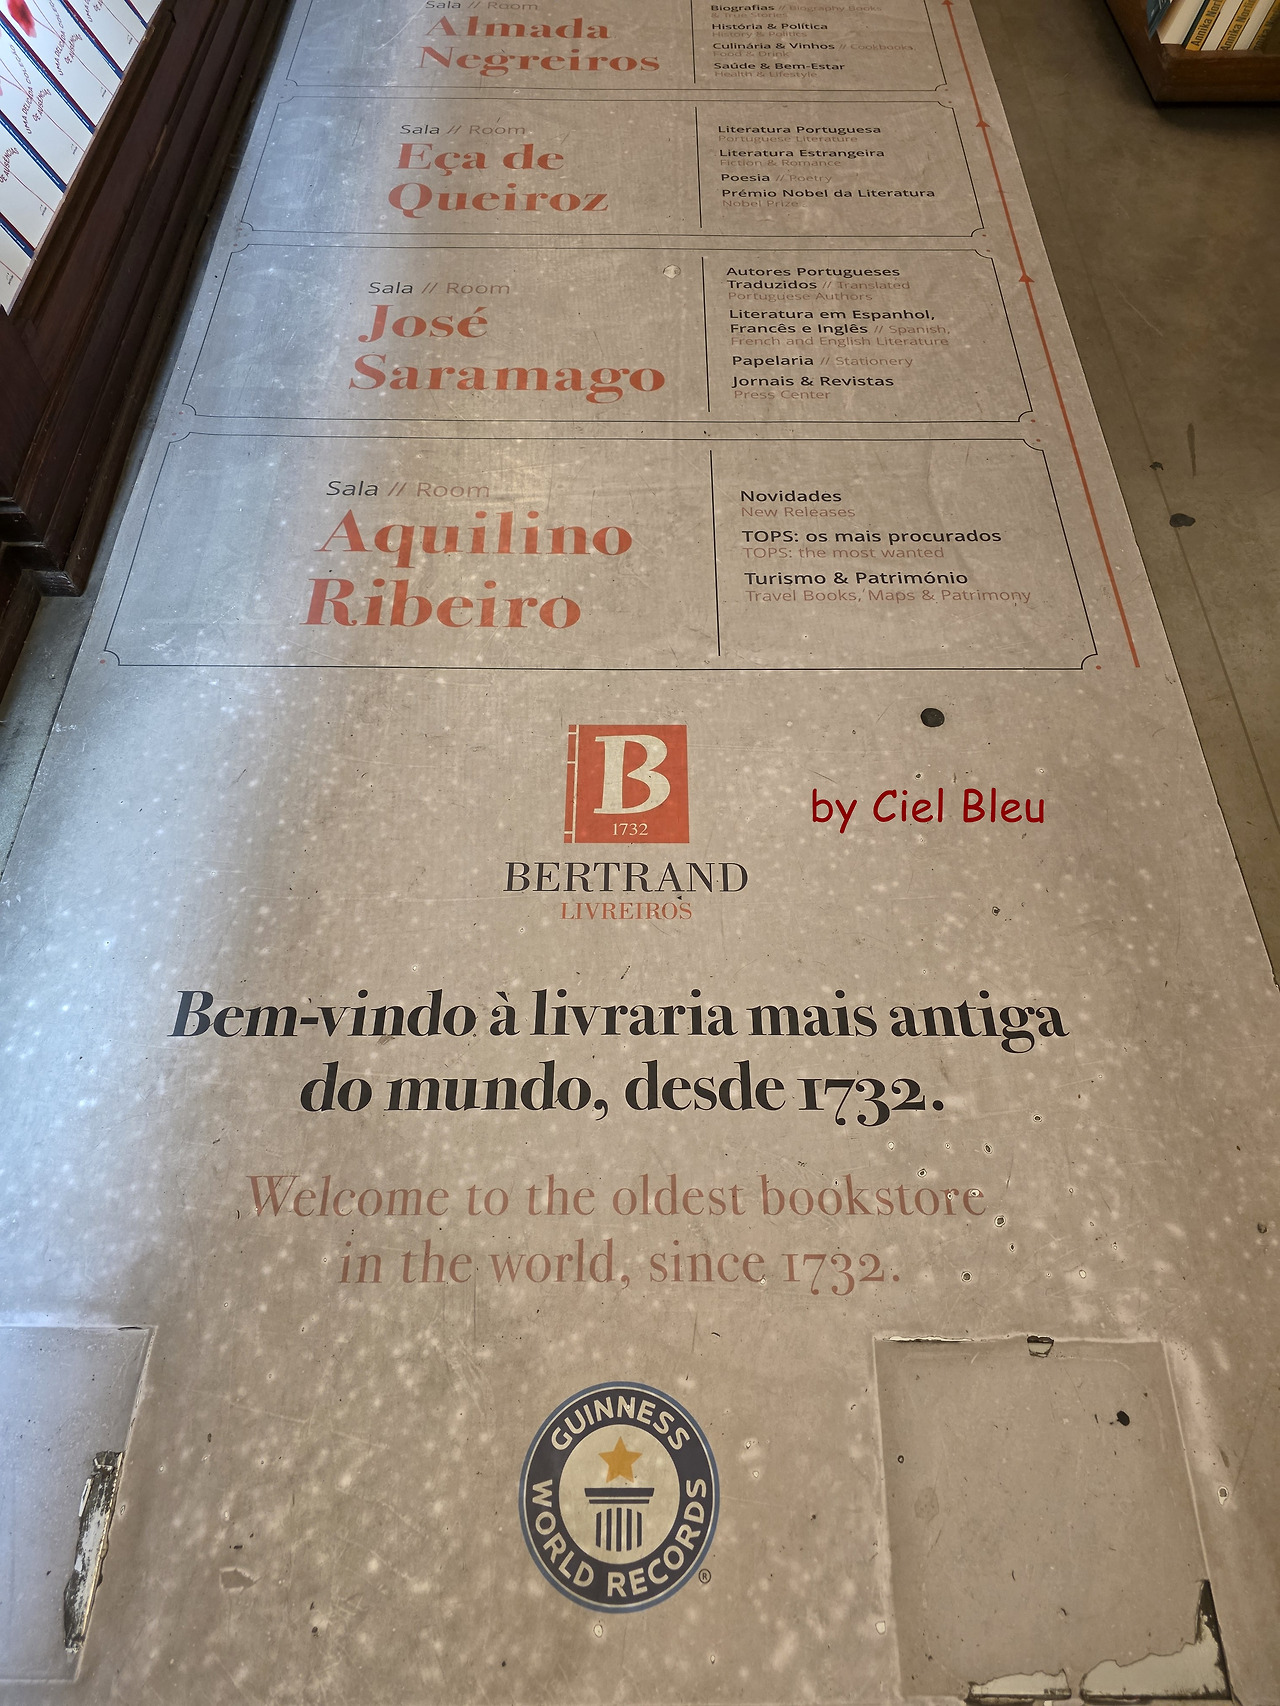 Sala // Room
Almada
Negreiros
Biografias // Biography Books
& True Stories
História & Política
History & Politics
Culinária & Vinhos // Cookbooks,
Food & Drink
Saúde & Bem-Estar
Health & Lifestyle
Sala // Room
Eça de
Queiroz
Literatura Portuguesa
Portuguese Literature
Literatura Estrangeira
Fiction & Romance
Poesia // Poetry
Prémio Nobel da Literatura
Nobel Prize
Sala // Room
José
Saramago
Autores Portugueses
Traduzidos // Translated
Portuguese Authors
Literatura em Espanhol,
Francês e Inglês // Spanish,
French and English Literature
Papelaria // Stationery
Jornais & Revistas
Press Center
Sala // Room
Aquilino
Ribeiro
Novidades
New Releases
TOPS: os mais procurados
TOPS: the most wanted
Turismo & Património
Travel Books, Maps & Patrimony
B
1732
by Ciel Bleu
BERTRAND
LIVREIROS
Bem-vindo à livraria mais antiga
do mundo, desde 1732.
Welcome to the oldest bookstore
in the world, since 1732.
GUINNESS
WORLD RECORDS
®